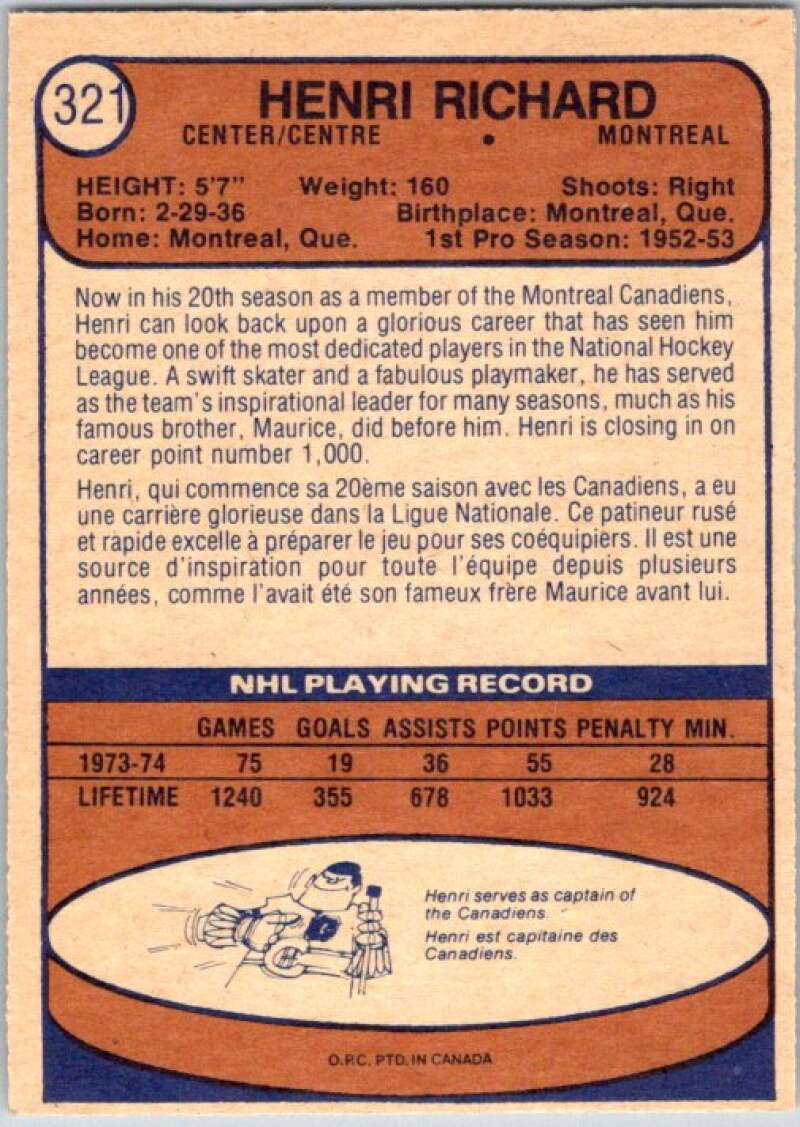 321
HENRI RICHARD
CENTER/CENTRE • MONTREAL
HEIGHT: 5'7" Weight: 160 Shoots: Right
Born: 2-29-36 Birthplace: Montreal, Que.
Home: Montreal, Que. 1st Pro Season: 1952-53
Now in his 20th season as a member of the Montreal Canadiens,
Henri can look back upon a glorious career that has seen him
become one of the most dedicated players in the National Hockey
League. A swift skater and a fabulous playmaker, he has served
as the team's inspirational leader for many seasons, much as his
famous brother, Maurice, did before him. Henri is closing in on
career point number 1,000.
Henri, qui commence sa 20ème saison avec les Canadiens, a eu
une carrière glorieuse dans la Ligue Nationale. Ce patineur rusé
et rapide excelle à préparer le jeu pour ses coéquipiers. Il est une
source d'inspiration pour toute l'équipe depuis plusieurs
années, comme l'avait été son fameux frère Maurice avant lui.
NHL PLAYING RECORD
GAMES GOALS ASSISTS POINTS PENALTY MIN.
1973-74 75 19 36 55 28
LIFETIME 1240 355 678 1033 924
Henri serves as captain of
the Canadiens.
Henri est capitaine des
Canadiens.
O.P.C. PTD. IN CANADA